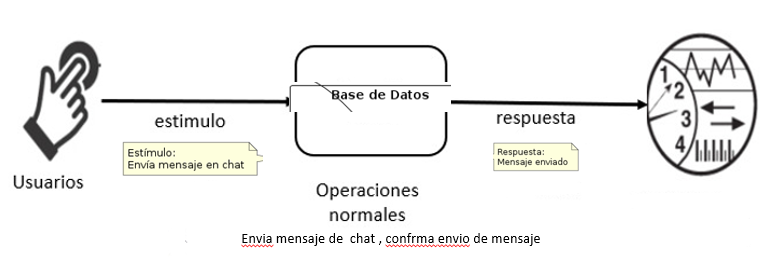 Usuarios
estimulo
Estímulo:
Envía mensaje en chat
Base de Datos
Operaciones
normales
respuesta
Respuesta:
Mensaje enviado
1
2
3
4
Envia mensaje de chat , confrma envio de mensaje